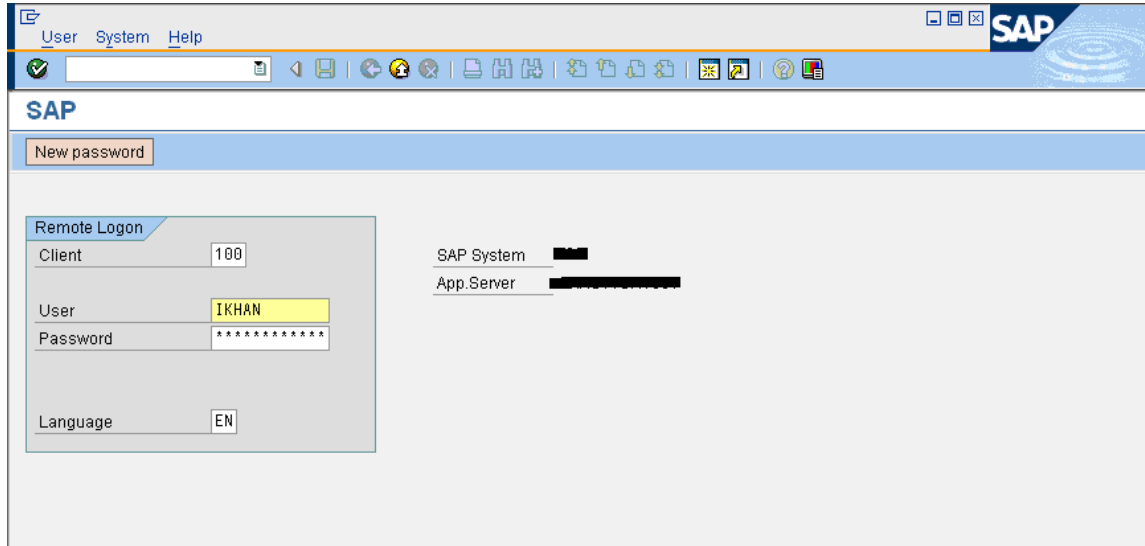 User System Help
SAP
SAP
New password
Remote Logon
Client 100
SAP System
App.Server
User IKHAN
Password ************
Language EN